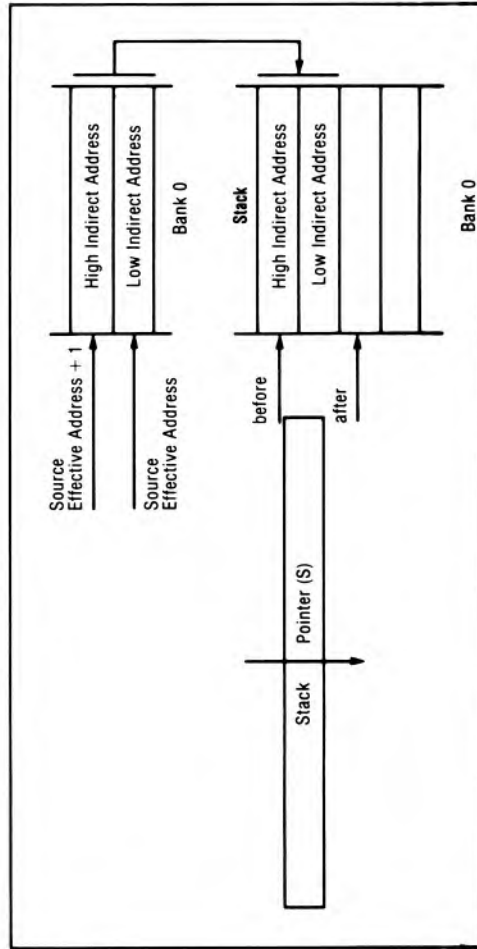 Source
Effective Address + 1
High Indirect Address
Source
Effective Address
Low Indirect Address
Bank 0
Stack
before
High Indirect Address
Low Indirect Address
after
Stack Pointer (S)
Bank 0